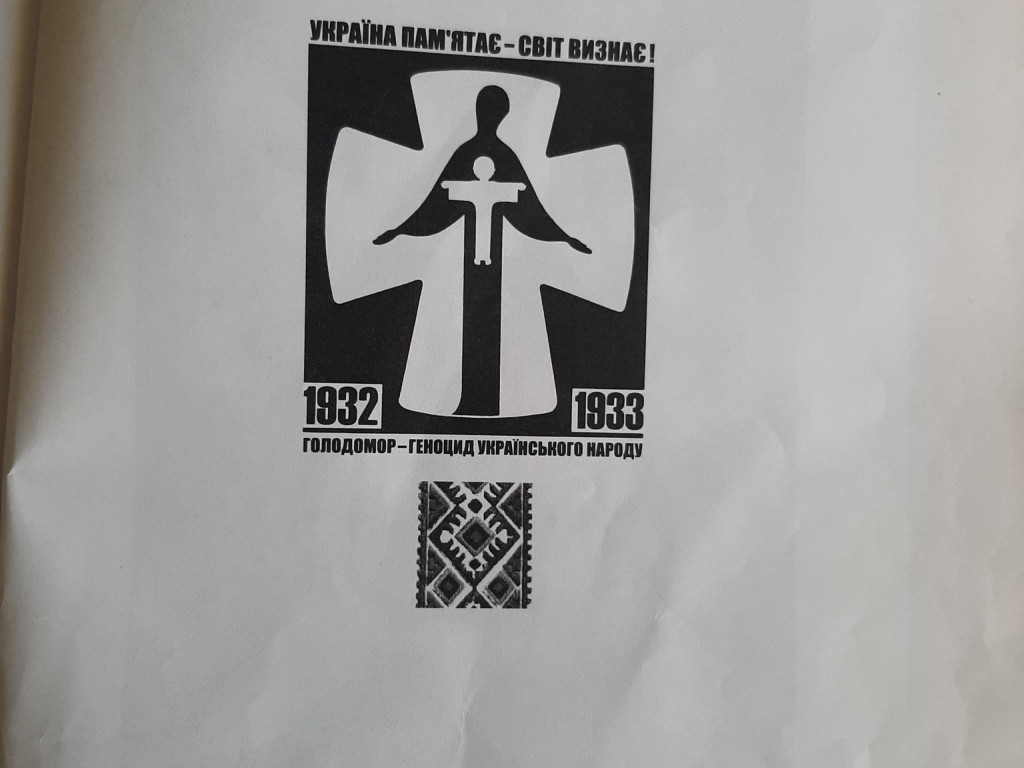 УКРАЇНА ПАМ'ЯТАЄ – СВІТ ВИЗНАЄ!
1932 1933
ГОЛОДОМОР – ГЕНОЦИД УКРАЇНСЬКОГО НАРОДУ